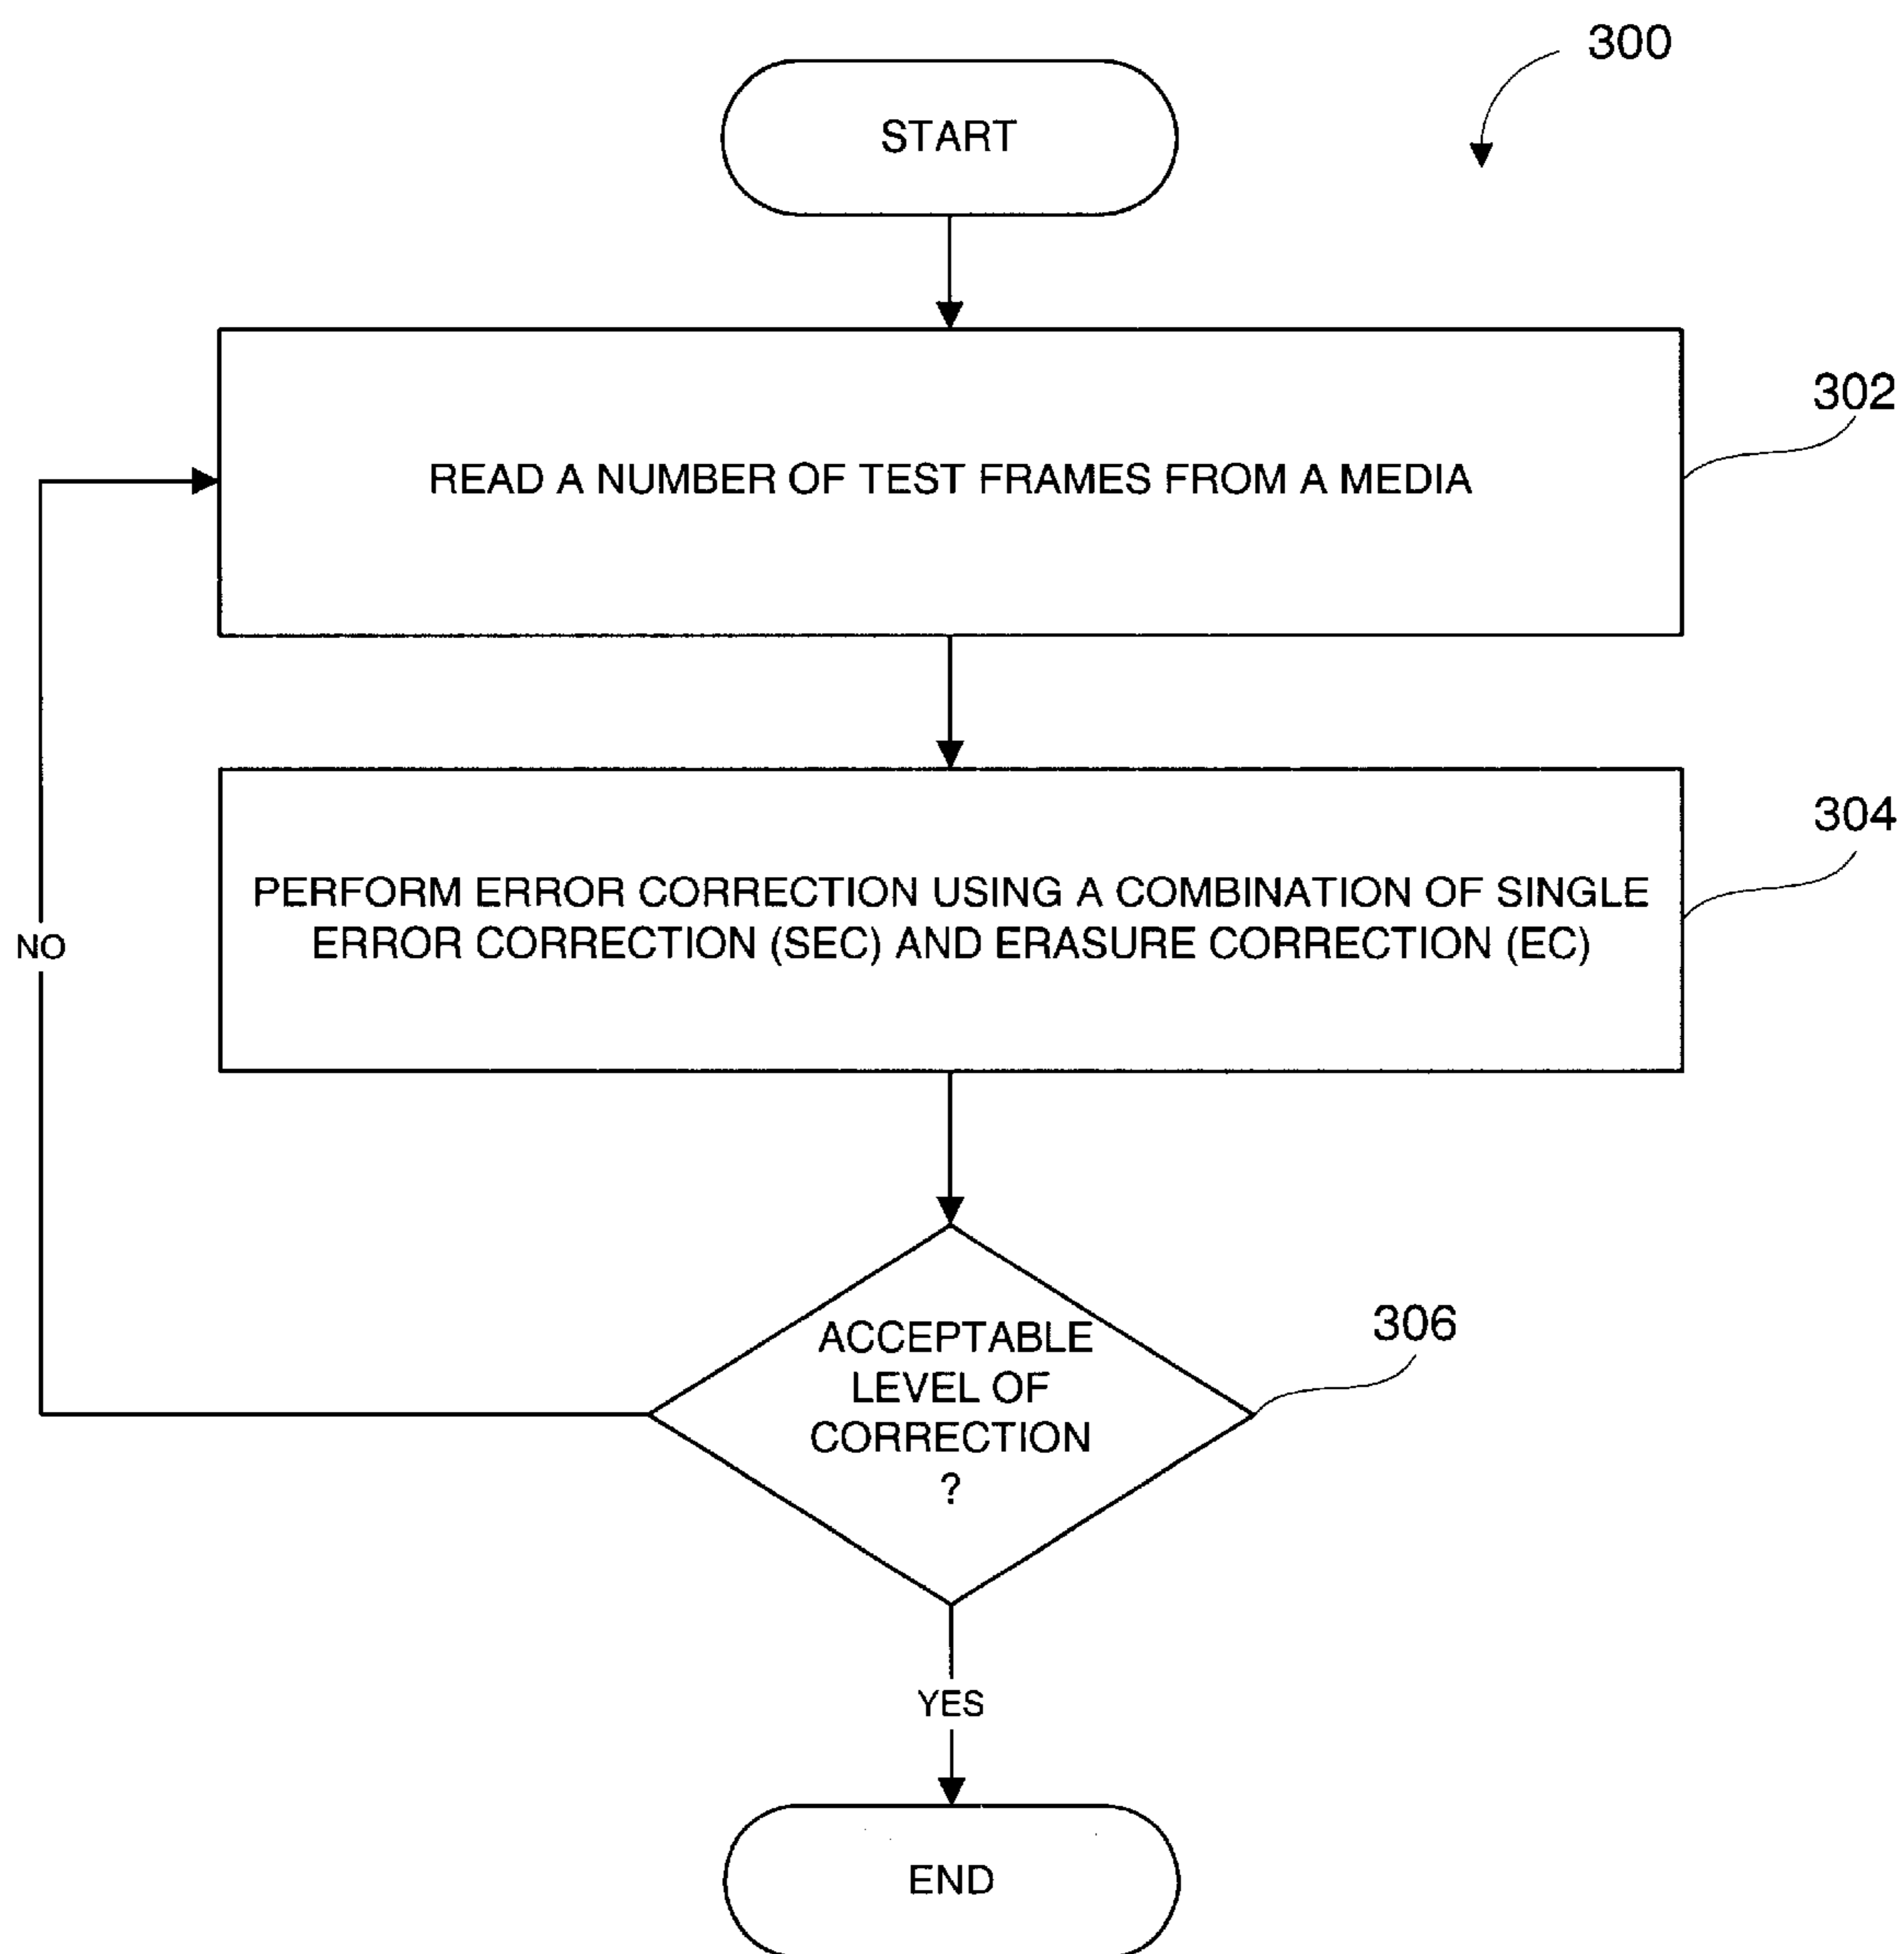 300
START
302
READ A NUMBER OF TEST FRAMES FROM A MEDIA
304
PERFORM ERROR CORRECTION USING A COMBINATION OF SINGLE
ERROR CORRECTION (SEC) AND ERASURE CORRECTION (EC)
NO
306
ACCEPTABLE
LEVEL OF
CORRECTION
?
YES
END